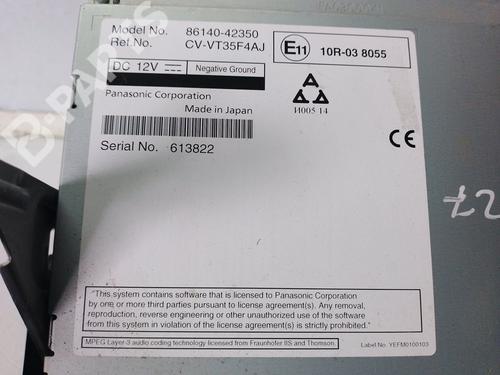 Model No. 86140-42350
Ref.No. CV-VT35F4AJ
E11 10R-03 8055
DC 12V Negative Ground
Panasonic Corporation
Made in Japan
I4005 14
Serial No. 613822
CE
"This system contains software that is licensed to Panasonic Corporation
by one or more third parties pursuant to license agreement(s). Any removal,
reproduction, reverse engineering or other unauthorized use of the software
from this system in violation of the license agreement(s) is strictly prohibited."
MPEG Layer-3 audio coding technology licensed from Fraunhofer IIS and Thomson.
Label No. YEFM0100103
B-PARTS